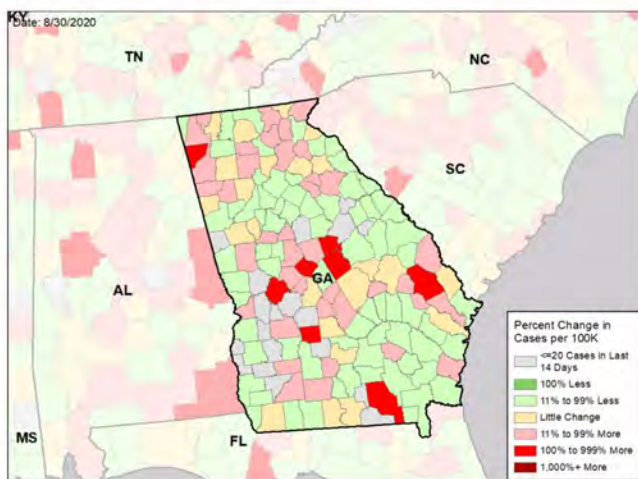 KY
Date: 8/30/2020
TN
NC
SC
AL
GA
MS
FL
Percent Change in
Cases per 100K
<=20 Cases in Last
14 Days
100% Less
11% to 99% Less
Little Change
11% to 99% More
100% to 999% More
1,000%+ More